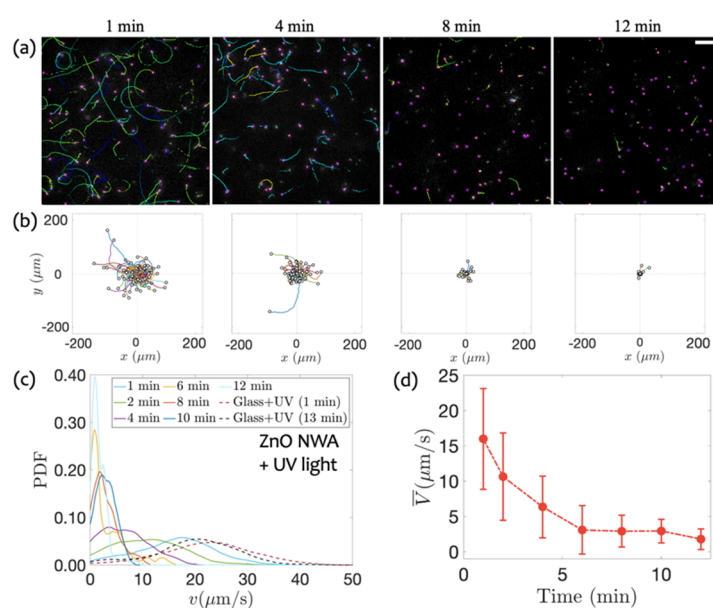 1 min 4 min 8 min 12 min
(a)
(b)
200
0
-200
y (μm)
-200 0 200
x (μm)
-200 0 200
x (μm)
-200 0 200
x (μm)
-200 0 200
x (μm)
(c)
0.40
0.30
0.20
0.10
0.00
PDF
1 min 6 min 12 min
2 min 8 min Glass+UV (1 min)
4 min 10 min Glass+UV (13 min)
ZnO NWA
+ UV light
0 10 20 30 40 50
v(μm/s)
(d)
25
20
15
10
5
0
V̅(μm/s)
0 5 10
Time (min)